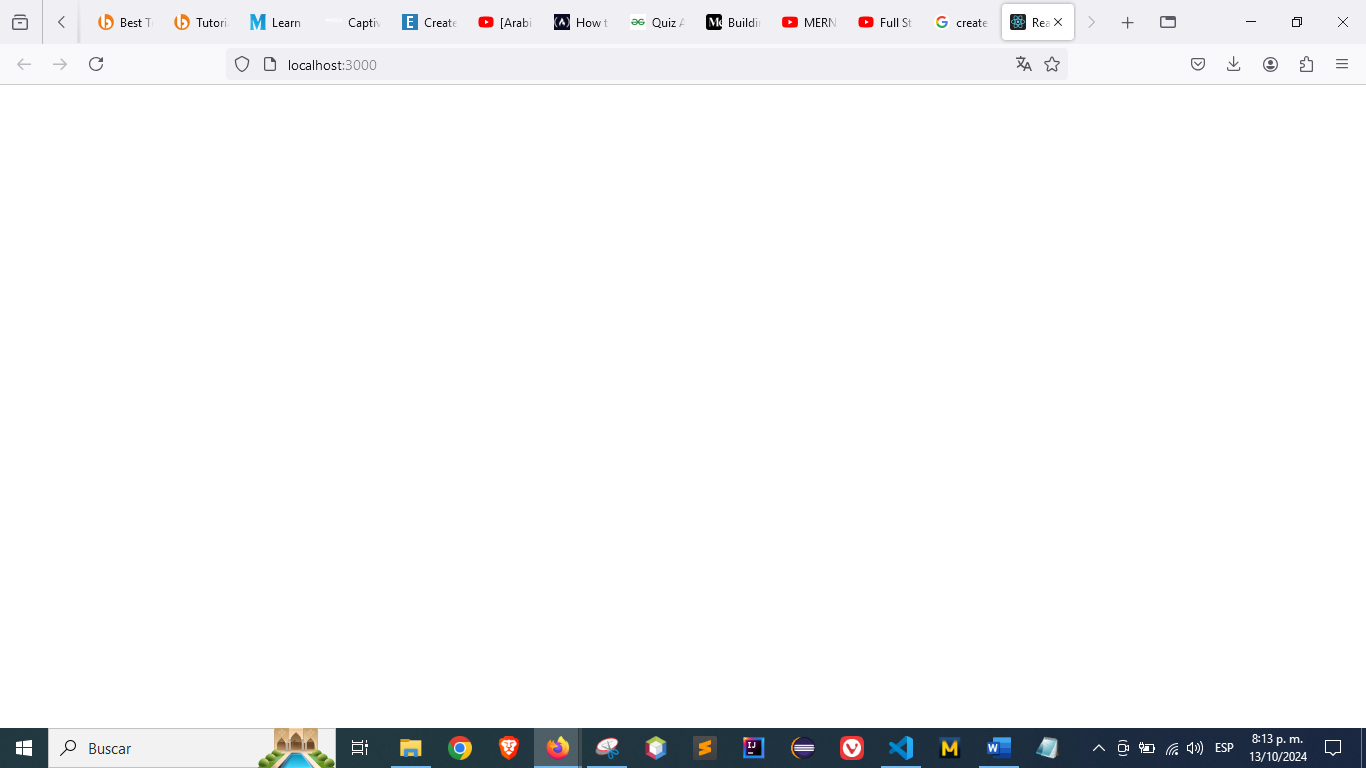 Best T
Tutori
Learn
Captiv
Create
[Arabi
How t
Quiz A
Buildi
MERN
Full St
create
Rea
localhost:3000
Buscar
ESP
8:13 p. m.
13/10/2024